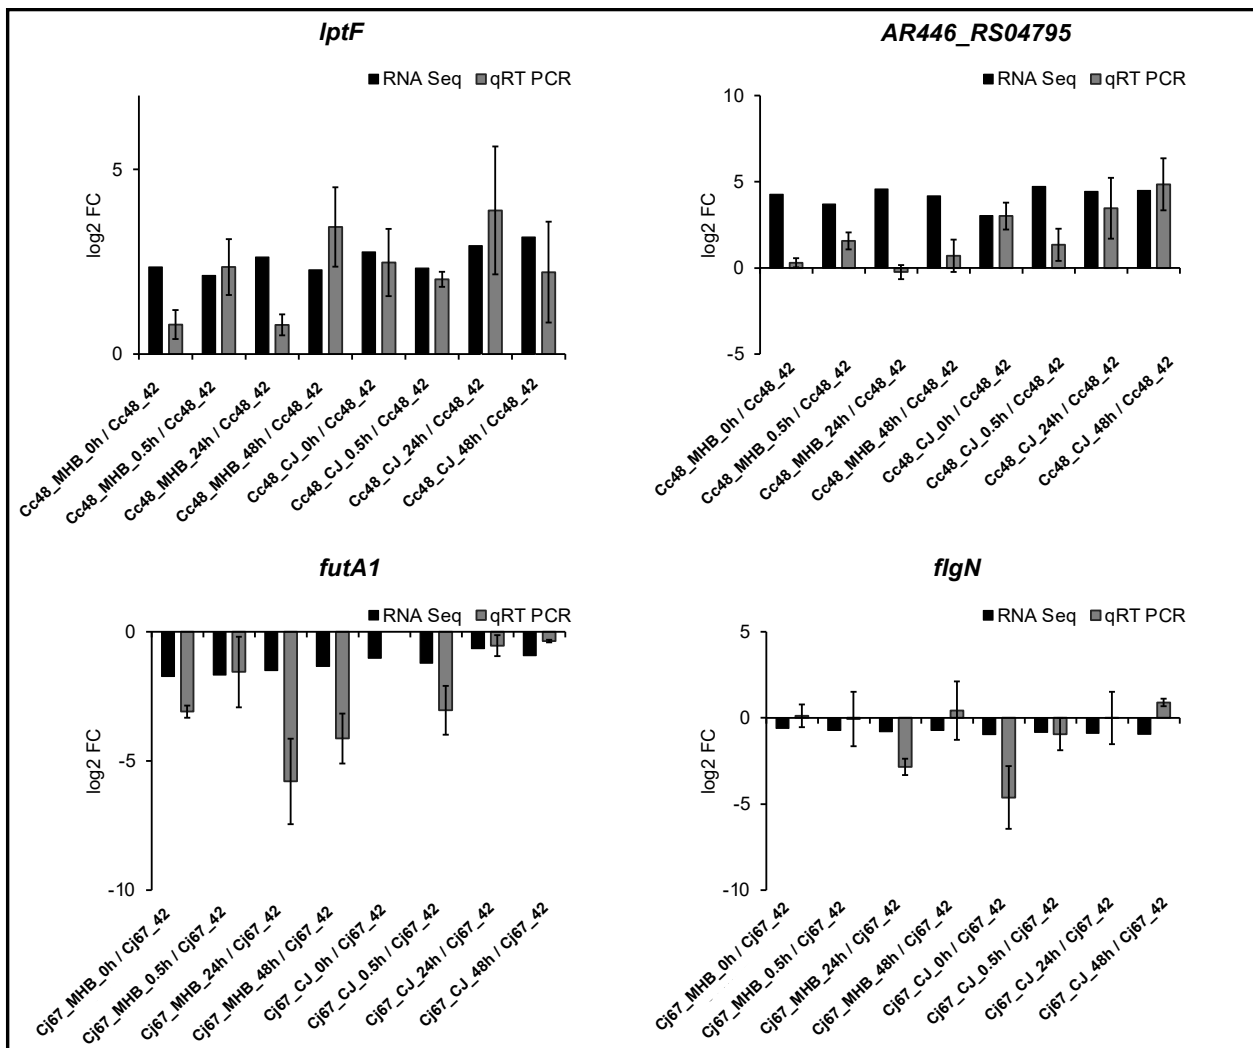 lptF
RNA Seq qRT PCR
5
0
log2 FC
Cc48_MHB_0h / Cc48_42
Cc48_MHB_0.5h / Cc48_42
Cc48_MHB_24h / Cc48_42
Cc48_MHB_48h / Cc48_42
Cc48_CJ_0h / Cc48_42
Cc48_CJ_0.5h / Cc48_42
Cc48_CJ_24h / Cc48_42
Cc48_CJ_48h / Cc48_42
AR446_RS04795
RNA Seq qRT PCR
10
5
0
-5
log2 FC
Cc48_MHB_0h / Cc48_42
Cc48_MHB_0.5h / Cc48_42
Cc48_MHB_24h / Cc48_42
Cc48_MHB_48h / Cc48_42
Cc48_CJ_0h / Cc48_42
Cc48_CJ_0.5h / Cc48_42
Cc48_CJ_24h / Cc48_42
Cc48_CJ_48h / Cc48_42
futA1
RNA Seq qRT PCR
0
-5
-10
log2 FC
Cj67_MHB_0h / Cj67_42
Cj67_MHB_0.5h / Cj67_42
Cj67_MHB_24h / Cj67_42
Cj67_MHB_48h / Cj67_42
Cj67_CJ_0h / Cj67_42
Cj67_CJ_0.5h / Cj67_42
Cj67_CJ_24h / Cj67_42
Cj67_CJ_48h / Cj67_42
flgN
RNA Seq qRT PCR
5
0
-5
-10
log2 FC
Cj67_MHB_0h / Cj67_42
Cj67_MHB_0.5h / Cj67_42
Cj67_MHB_24h / Cj67_42
Cj67_MHB_48h / Cj67_42
Cj67_CJ_0h / Cj67_42
Cj67_CJ_0.5h / Cj67_42
Cj67_CJ_24h / Cj67_42
Cj67_CJ_48h / Cj67_42